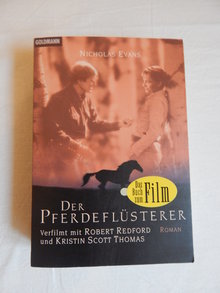 GOLDMANN
NICHOLAS EVANS
Das
Buch
zum
Film
DER
PFERDEFLÜSTERER
VERFILMT MIT ROBERT REDFORD
UND KRISTIN SCOTT THOMAS
ROMAN